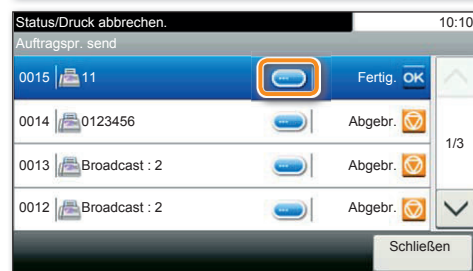 Status/Druck abbrechen. 10:10
Auftragspr. send
0015 11 Fertig. OK
0014 0123456 Abgebr.
0013 Broadcast : 2 Abgebr.
1/3
0012 Broadcast : 2 Abgebr.
Schließen